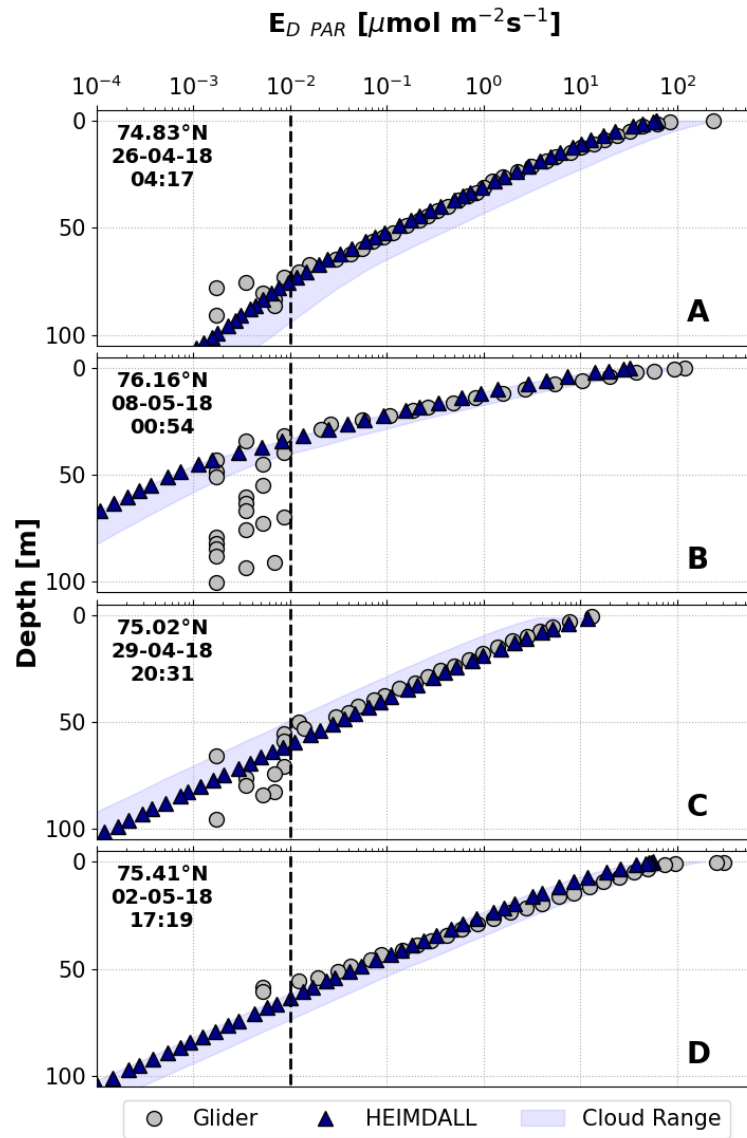 E_D PAR [μmol m⁻²s⁻¹]
10⁻⁴ 10⁻³ 10⁻² 10⁻¹ 10⁰ 10¹ 10²
0
50
100
74.83°N
26-04-18
04:17
A
0
50
100
76.16°N
08-05-18
00:54
B
Depth [m]
0
50
100
75.02°N
29-04-18
20:31
C
0
50
100
75.41°N
02-05-18
17:19
D
Glider HEIMDALL Cloud Range